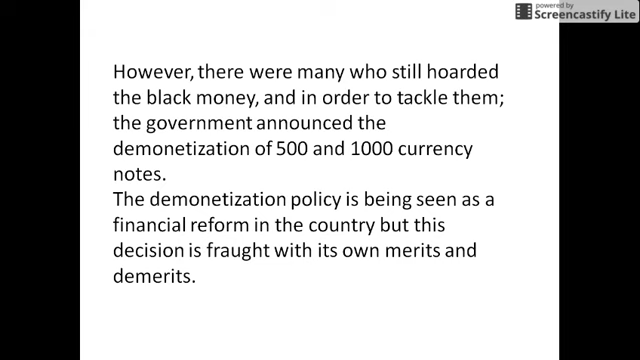 powered by
Screencastify Lite
However, there were many who still hoarded
the black money, and in order to tackle them;
the government announced the
demonetization of 500 and 1000 currency
notes.
The demonetization policy is being seen as a
financial reform in the country but this
decision is fraught with its own merits and
demerits.